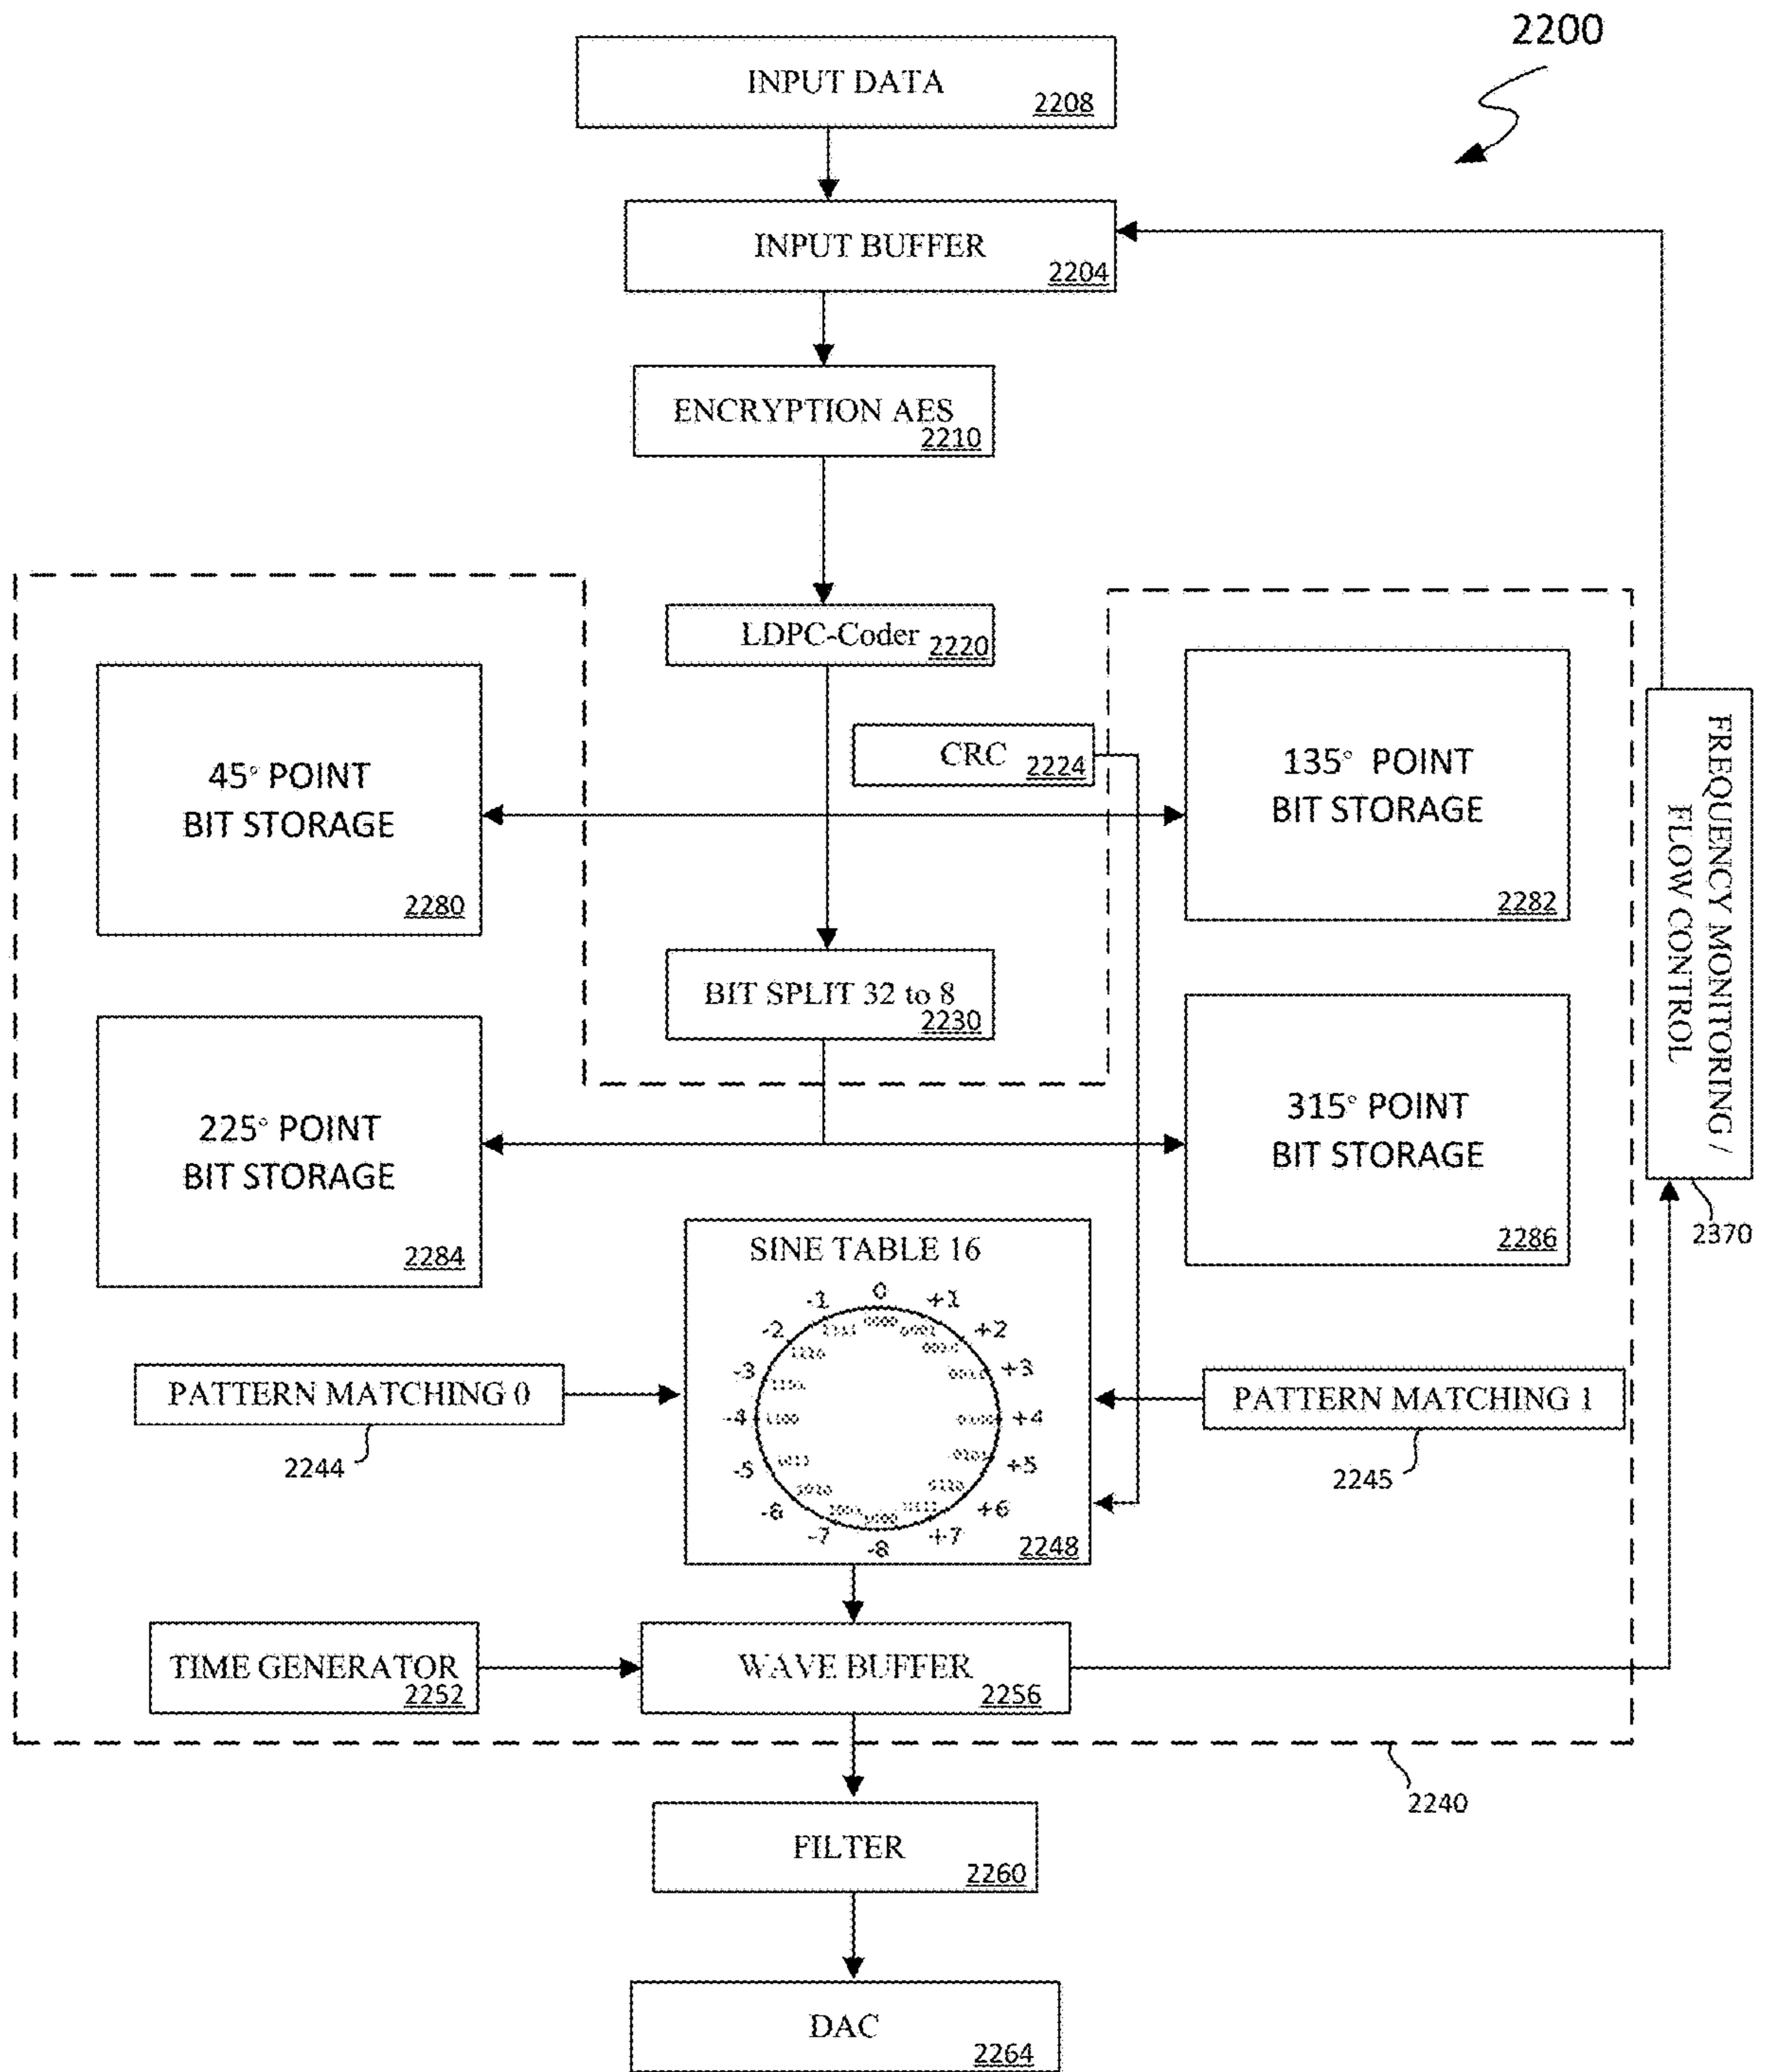 2200
INPUT DATA
2208
INPUT BUFFER
2204
ENCRYPTION AES
2210
LDPC-Coder
2220
CRC
2224
45° POINT
BIT STORAGE
2280
135° POINT
BIT STORAGE
2282
FREQUENCY MONITORING /
FLOW CONTROL
2370
BIT SPLIT 32 to 8
2230
225° POINT
BIT STORAGE
2284
315° POINT
BIT STORAGE
2286
SINE TABLE 16
0
+1
+2
+3
+4
+5
+6
+7
-8
-7
-6
-5
-4
-3
-2
-1
0000
1000
2248
PATTERN MATCHING 0
2244
PATTERN MATCHING 1
2245
TIME GENERATOR
2252
WAVE BUFFER
2256
2240
FILTER
2260
DAC
2264